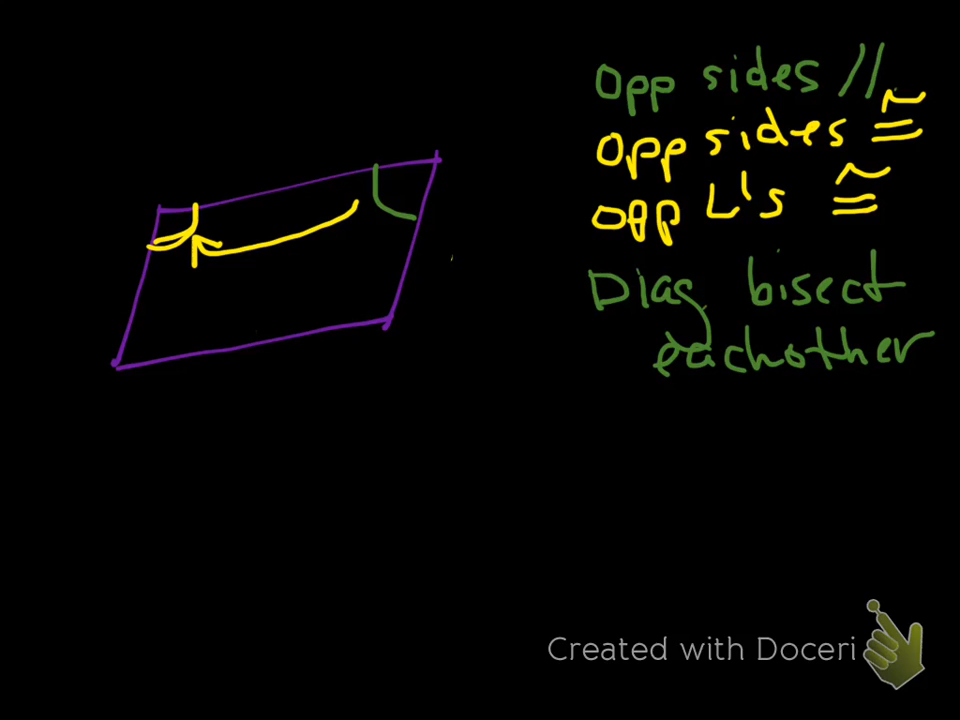 Opp sides //
Opp sides ≅
Opp ∠'s ≅
Diag bisect
eachother
Created with Doceri